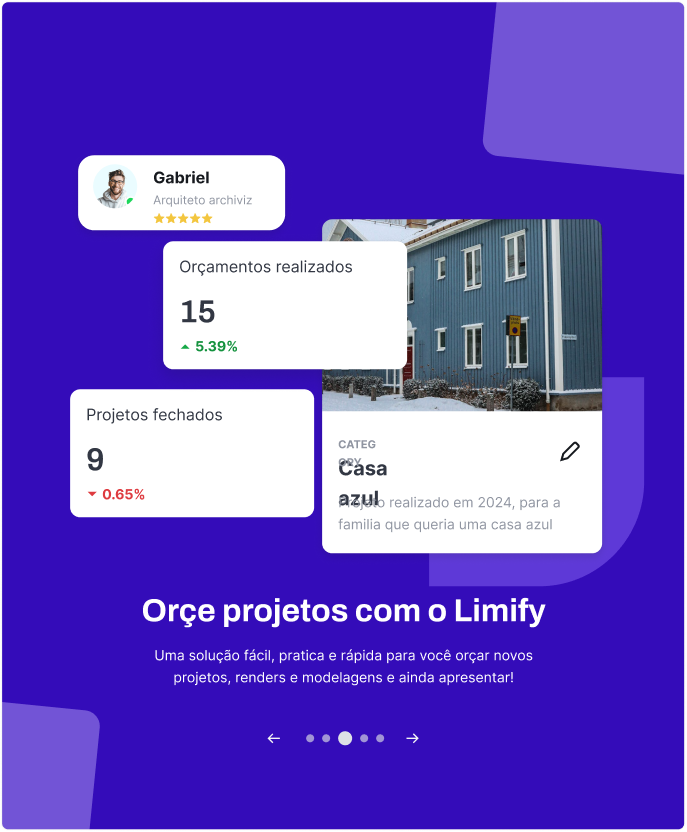 Gabriel
Arquiteto archiviz
Orçamentos realizados
15
5.39%
Projetos fechados
9
0.65%
CATEG
ORY
Casa
azul
Projeto realizado em 2024, para a
familia que queria uma casa azul
Orçe projetos com o Limify
Uma solução fácil, pratica e rápida para você orçar novos
projetos, renders e modelagens e ainda apresentar!